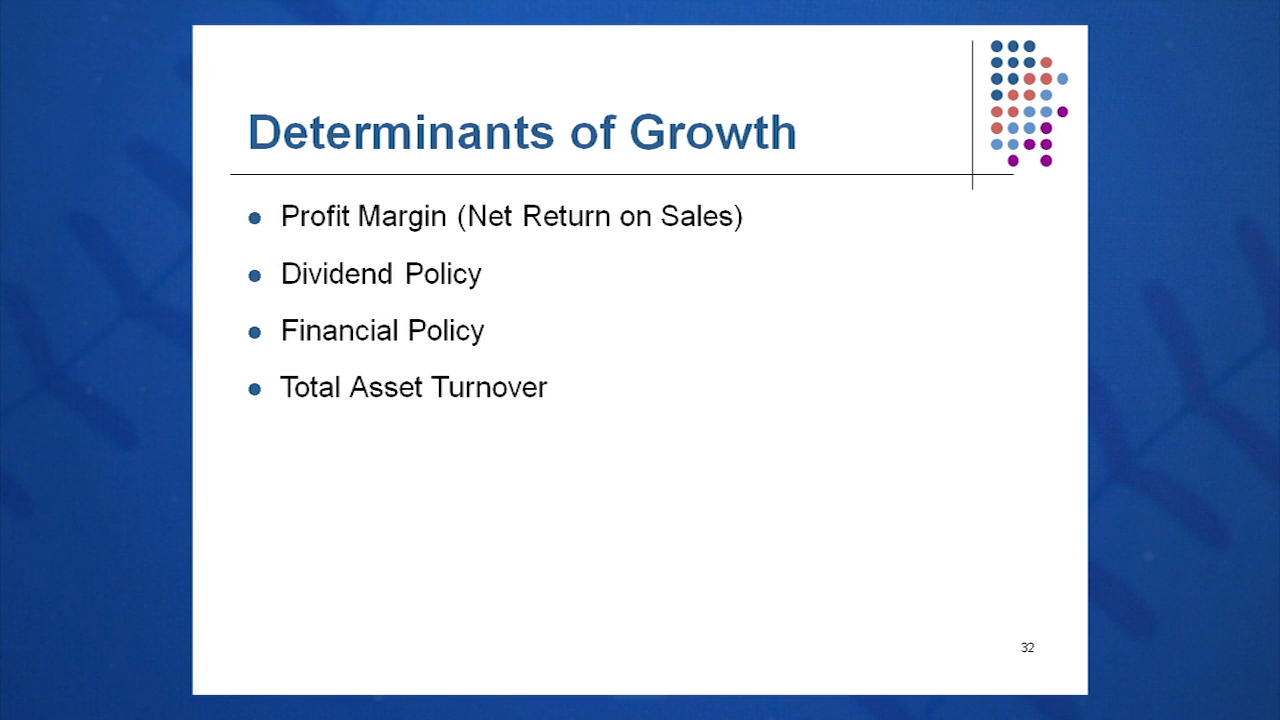 Determinants of Growth
Profit Margin (Net Return on Sales)
Dividend Policy
Financial Policy
Total Asset Turnover
32